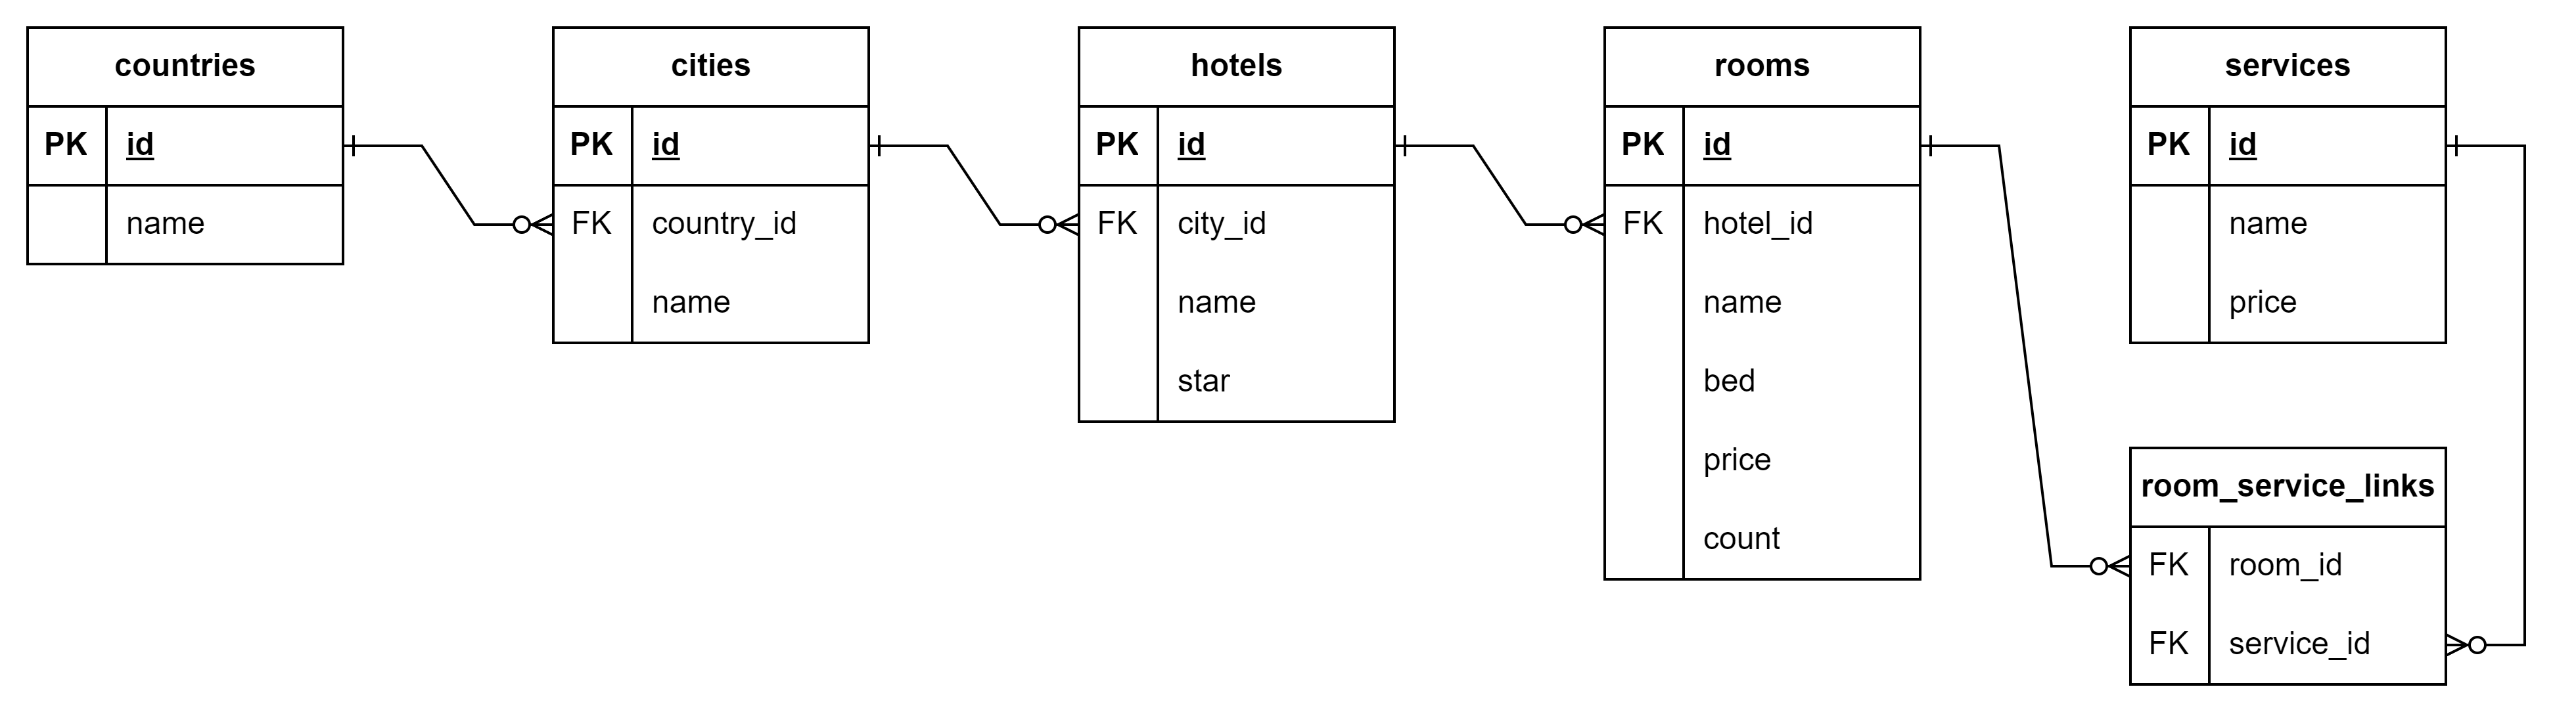 countries
PK id
name
cities
PK id
FK country_id
name
hotels
PK id
FK city_id
name
star
rooms
PK id
FK hotel_id
name
bed
price
count
services
PK id
name
price
room_service_links
FK room_id
FK service_id